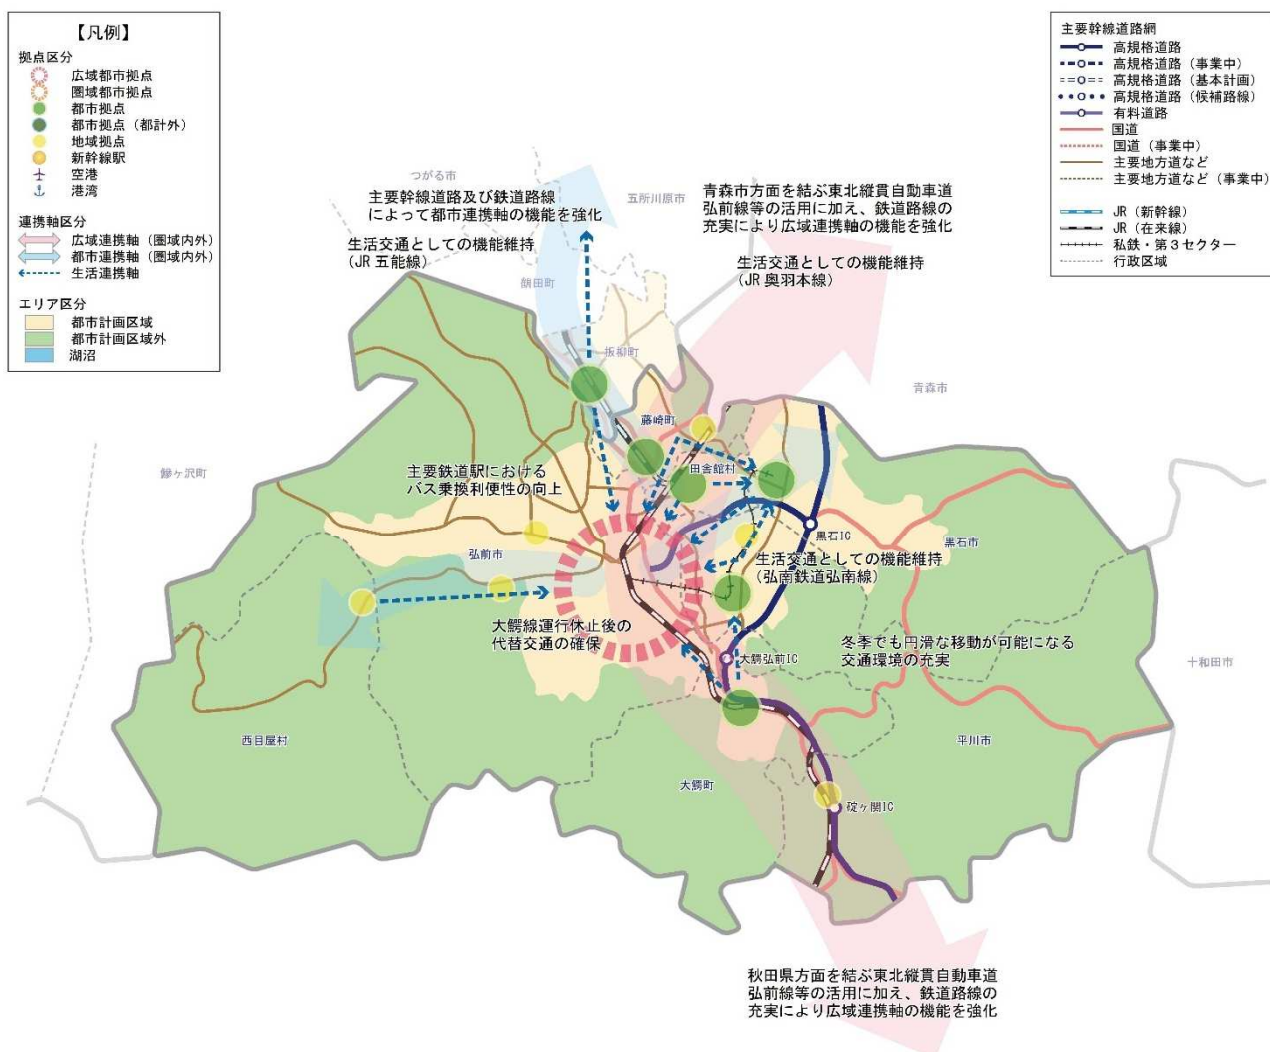 【凡例】
拠点区分
広域都市拠点
圏域都市拠点
都市拠点
都市拠点（都計外）
地域拠点
新幹線駅
空港
港湾
連携軸区分
広域連携軸（圏域内外）
都市連携軸（圏域内外）
生活連携軸
エリア区分
都市計画区域
都市計画区域外
湖沼
主要幹線道路網
高規格道路
高規格道路（事業中）
高規格道路（基本計画）
高規格道路（候補路線）
有料道路
国道
国道（事業中）
主要地方道など
主要地方道など（事業中）
JR（新幹線）
JR（在来線）
私鉄・第３セクター
行政区域
つがる市
五所川原市
主要幹線道路及び鉄道路線
によって都市連携軸の機能を強化
生活交通としての機能維持
（JR 五能線）
青森市方面を結ぶ東北縦貫自動車道
弘前線等の活用に加え、鉄道路線の
充実により広域連携軸の機能を強化
生活交通としての機能維持
（JR 奥羽本線）
鶴田町
板柳町
青森市
藤崎町
田舎館村
鰺ヶ沢町
主要鉄道駅における
バス乗換利便性の向上
黒石IC
黒石市
弘前市
生活交通としての機能維持
（弘南鉄道弘南線）
大鰐線運行休止後の
代替交通の確保
大鰐弘前IC
冬季でも円滑な移動が可能になる
交通環境の充実
十和田市
西目屋村
平川市
大鰐町
碇ヶ関IC
秋田県方面を結ぶ東北縦貫自動車道
弘前線等の活用に加え、鉄道路線の
充実により広域連携軸の機能を強化